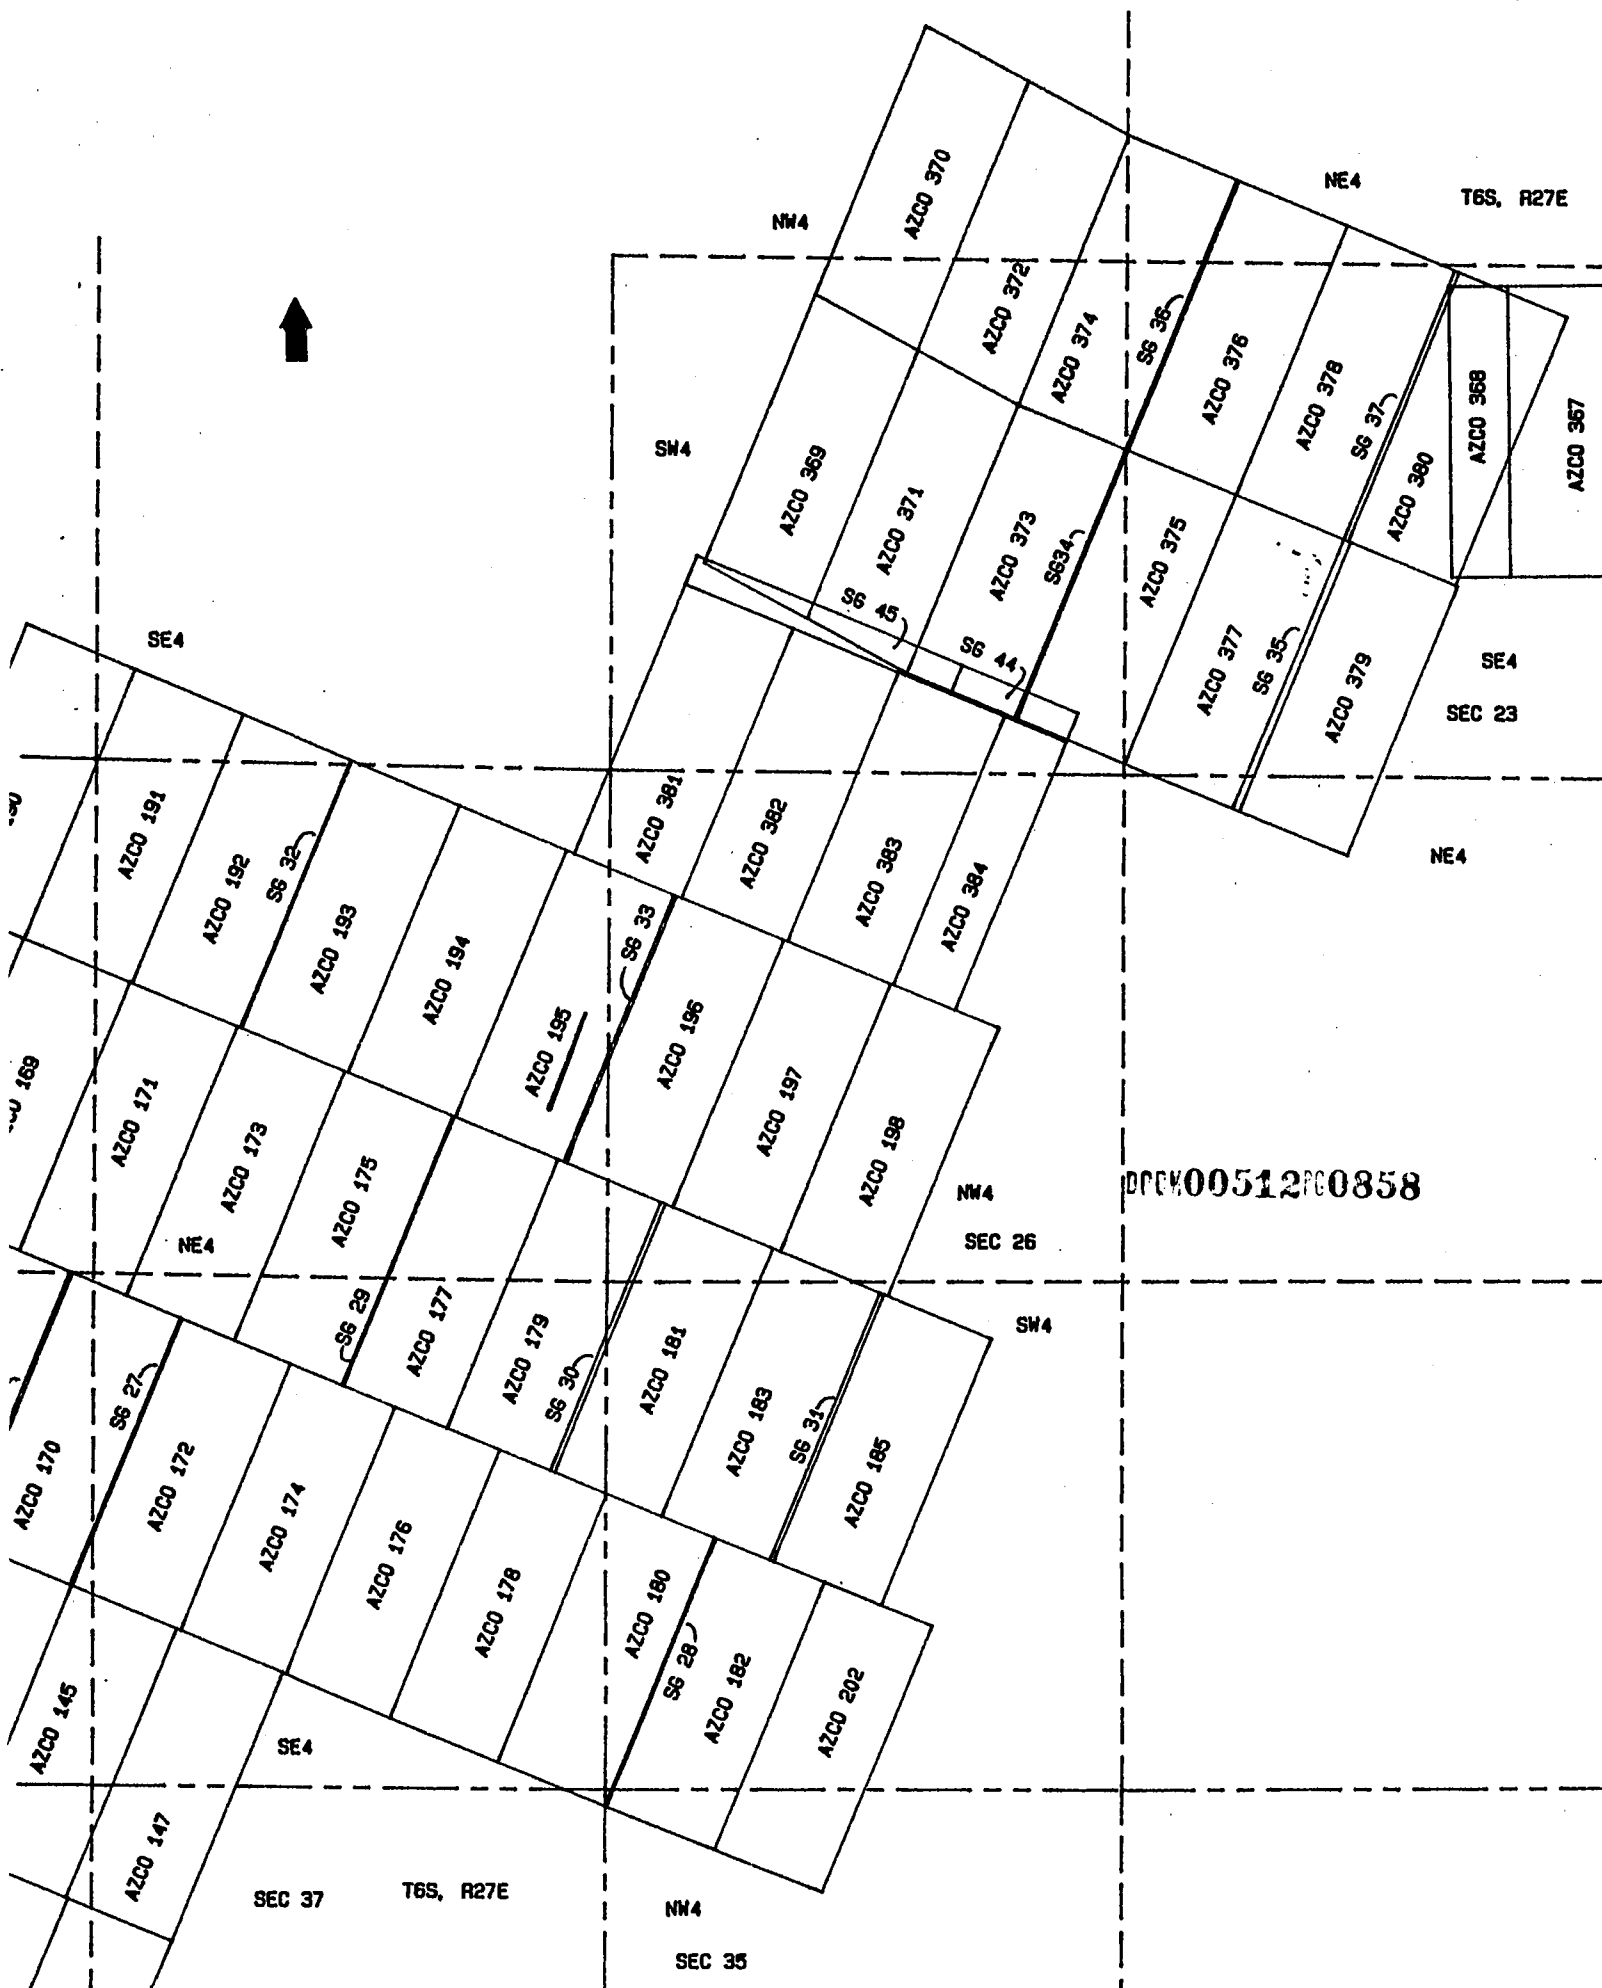 AZCO 370
NE4
T6S, R27E
NW4
AZCO 372
AZCO 374
SG 36
AZCO 376
AZCO 378
SG 37
AZCO 368
AZCO 367
SW4
AZCO 369
AZCO 371
AZCO 373
SG34
AZCO 375
AZCO 380
SG 45
SG 44
AZCO 377
SG 35
AZCO 379
SE4
SEC 23
SE4
AZCO 191
AZCO 192
SG 32
AZCO 193
AZCO 194
AZCO 381
AZCO 382
AZCO 383
AZCO 384
NE4
SG 33
AZCO 195
AZCO 196
AZCO 197
AZCO 198
169
AZCO 171
AZCO 173
AZCO 175
NE4
NW4
SEC 26
00512 0858
SG 29
AZCO 177
AZCO 179
SG 30
AZCO 181
AZCO 183
SG 31
AZCO 185
SW4
SG 27
AZCO 170
AZCO 172
AZCO 174
AZCO 176
AZCO 178
AZCO 180
SG 28
AZCO 182
AZCO 202
AZCO 145
SE4
AZCO 147
SEC 37
T6S, R27E
NW4
SEC 35